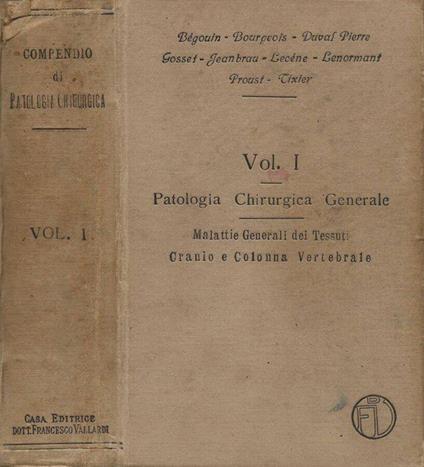 COMPENDIO
di
PATOLOGIA CHIRURGICA
VOL. I
CASA EDITRICE
DOTT. FRANCESCO VALLARDI
Bégouin - Bourgeois - Duval Pierre
Gosset - Jeanbrau - Lecéne - Lenormant
Proust - Tixier
Vol. I
Patologia Chirurgica Generale
Malattie Generali dei Tessuti
Cranio e Colonna Vertebrale